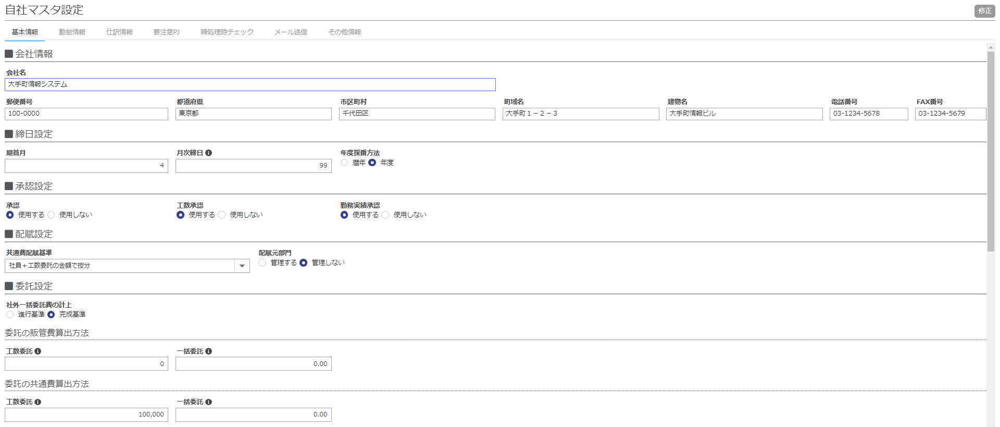 自社マスタ設定
修正
基本情報 勤怠情報 仕訳情報 要注意PJ 締処理時チェック メール送信 その他情報
会社情報
会社名
大手町情報システム
郵便番号 都道府県 市区町村 町域名 建物名 電話番号 FAX番号
100-0000 東京都 千代田区 大手町１－２－３ 大手町情報ビル 03-1234-5678 03-1234-5679
締日設定
期首月 月次締日 年度採番方法
4 99 暦年 年度
承認設定
承認 工数承認 勤務実績承認
使用する 使用しない 使用する 使用しない 使用する 使用しない
配賦設定
共通費配賦基準 配賦元部門
社員＋工数委託の金額で按分 管理する 管理しない
委託設定
社外一括委託費の計上
進行基準 完成基準
委託の販管費算出方法
工数委託 一括委託
0 0.00
委託の共通費算出方法
工数委託 一括委託
100,000 0.00